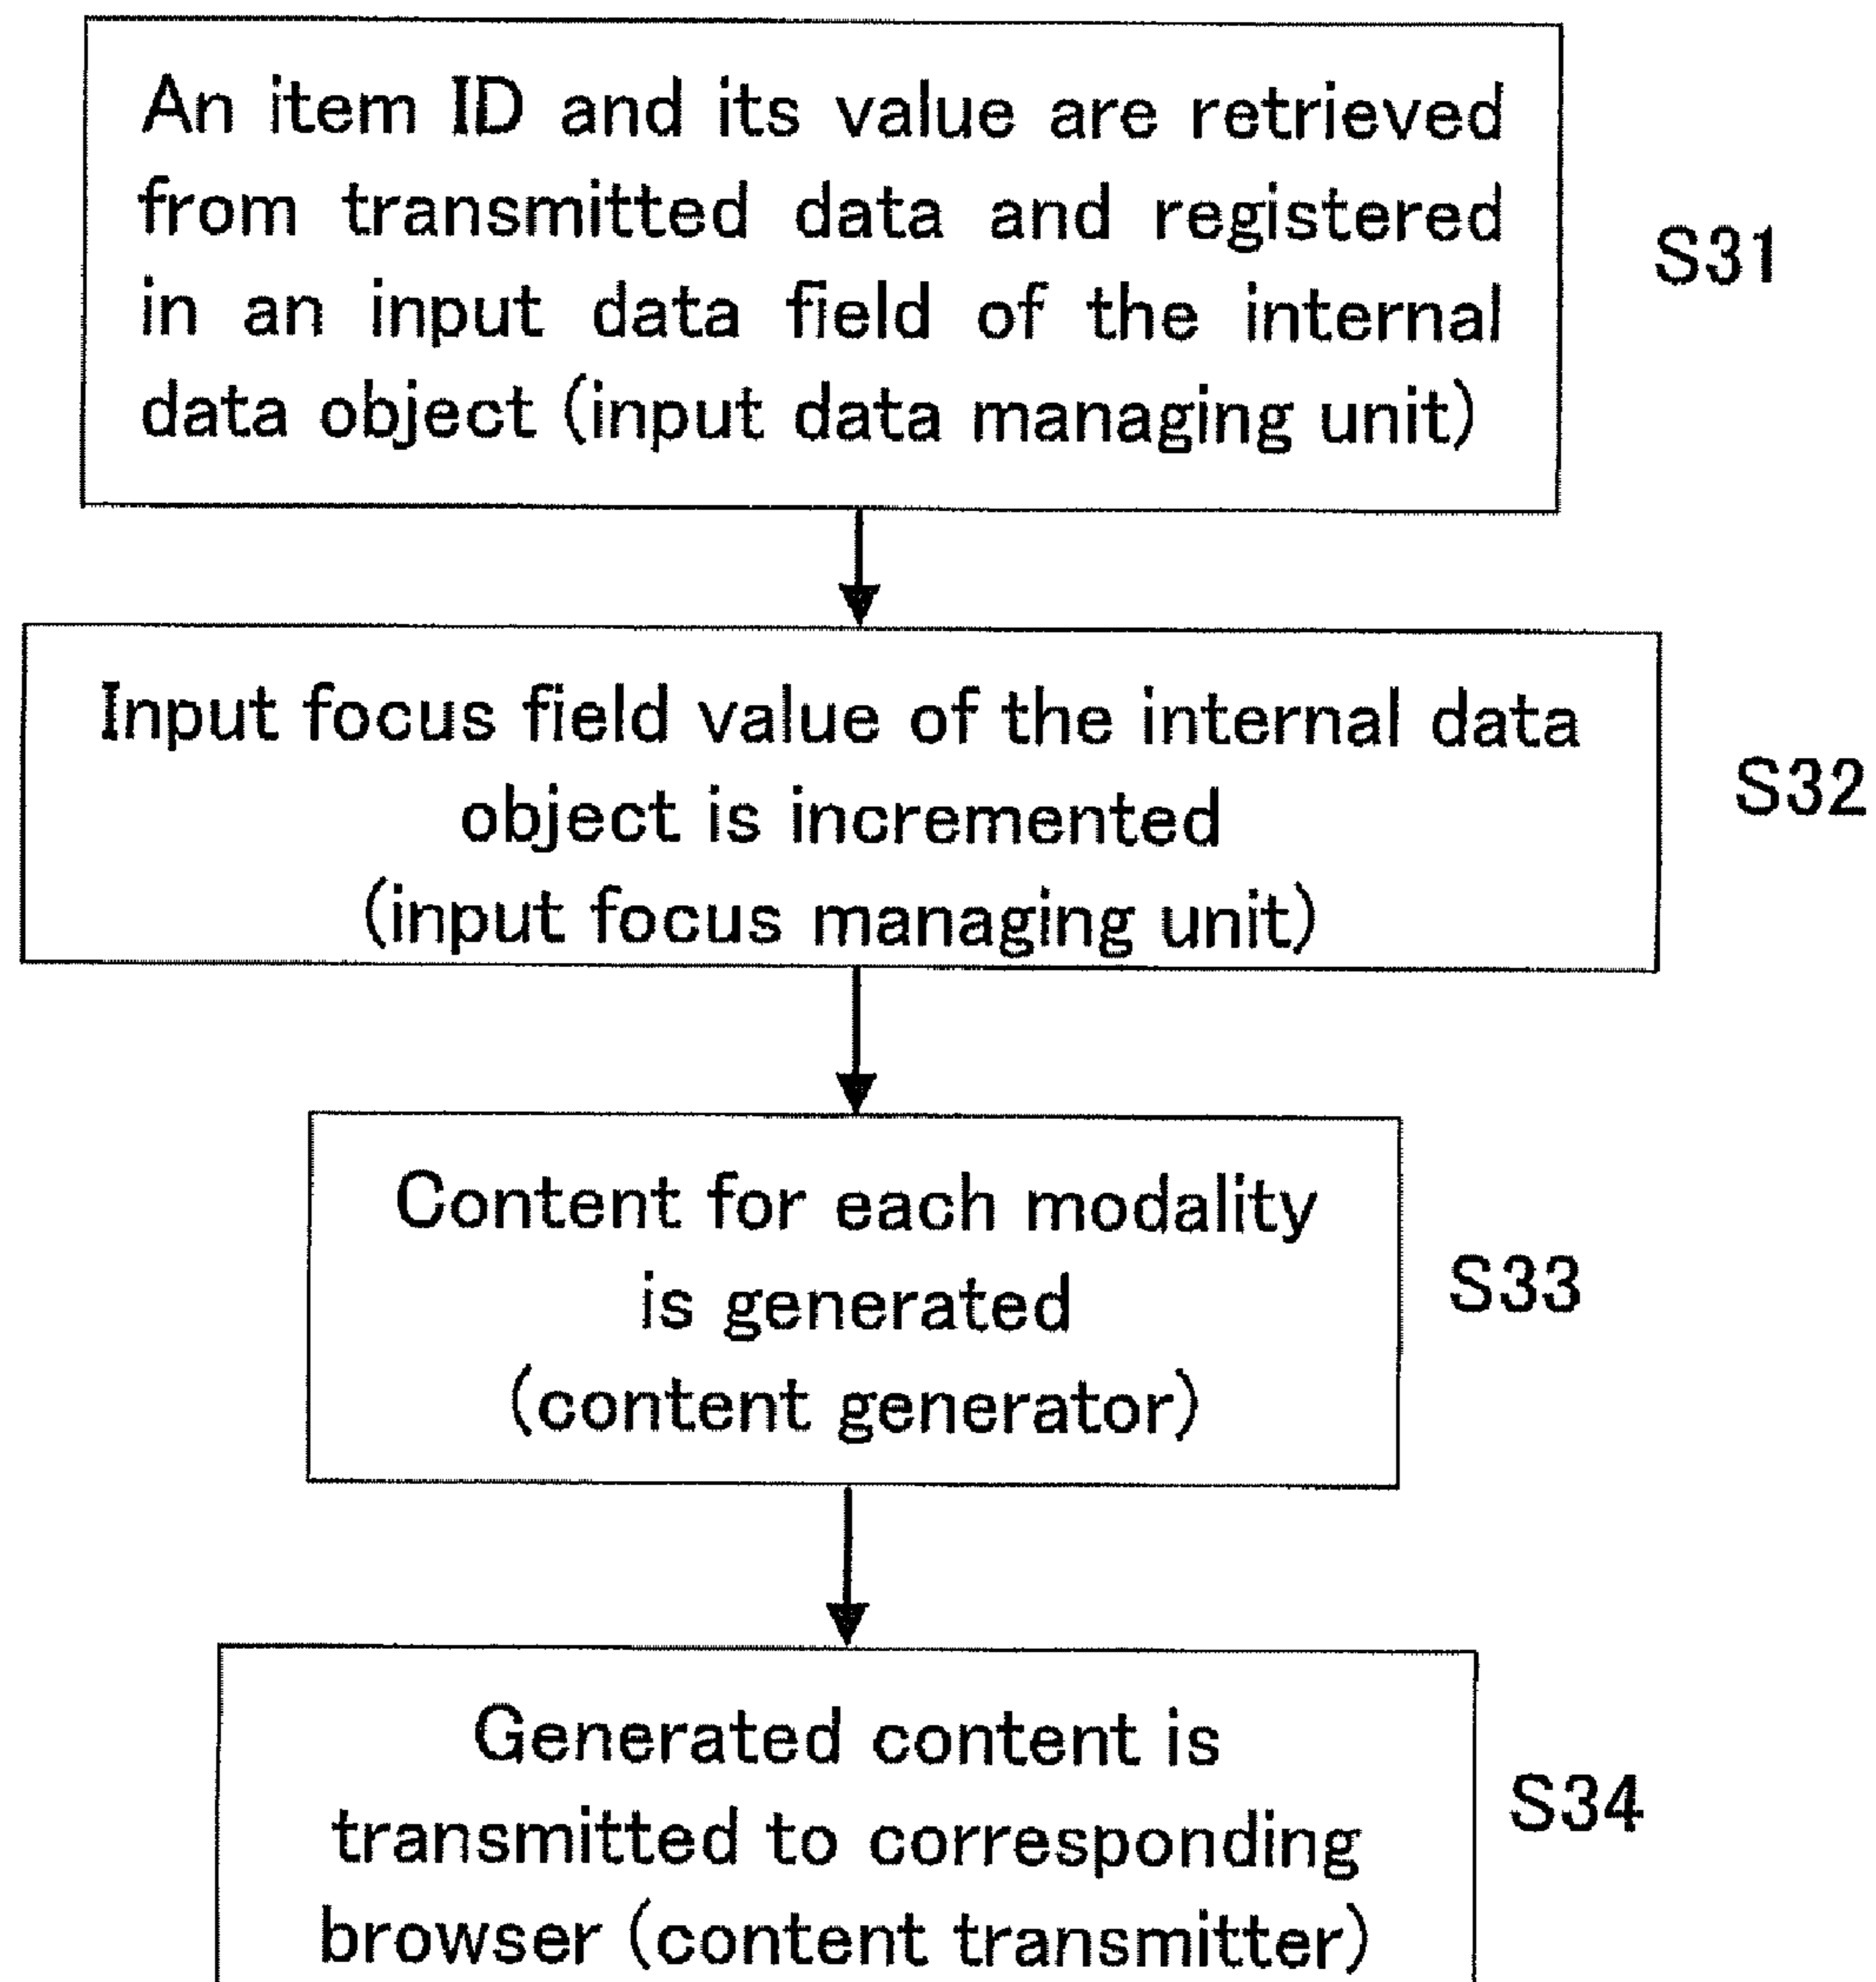 An item ID and its value are retrieved
from transmitted data and registered
in an input data field of the internal
data object (input data managing unit)
S31
Input focus field value of the internal data
object is incremented
(input focus managing unit)
S32
Content for each modality
is generated
(content generator)
S33
Generated content is
transmitted to corresponding
browser (content transmitter)
S34